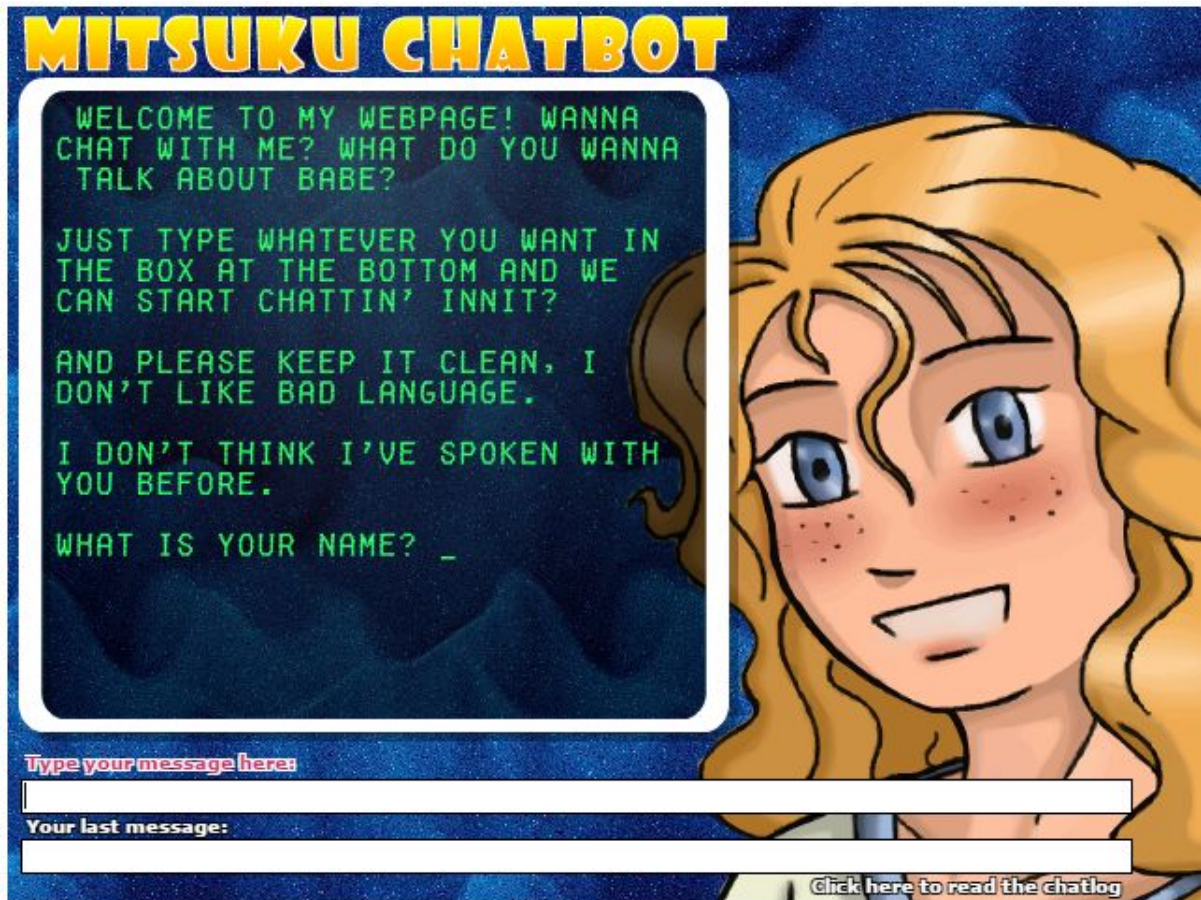 MITSUKU CHATBOT
WELCOME TO MY WEBPAGE! WANNA
CHAT WITH ME? WHAT DO YOU WANNA
TALK ABOUT BABE?
JUST TYPE WHATEVER YOU WANT IN
THE BOX AT THE BOTTOM AND WE
CAN START CHATTIN' INNIT?
AND PLEASE KEEP IT CLEAN, I
DON'T LIKE BAD LANGUAGE.
I DON'T THINK I'VE SPOKEN WITH
YOU BEFORE.
WHAT IS YOUR NAME? _
Type your message here:
Your last message:
Click here to read the chatlog